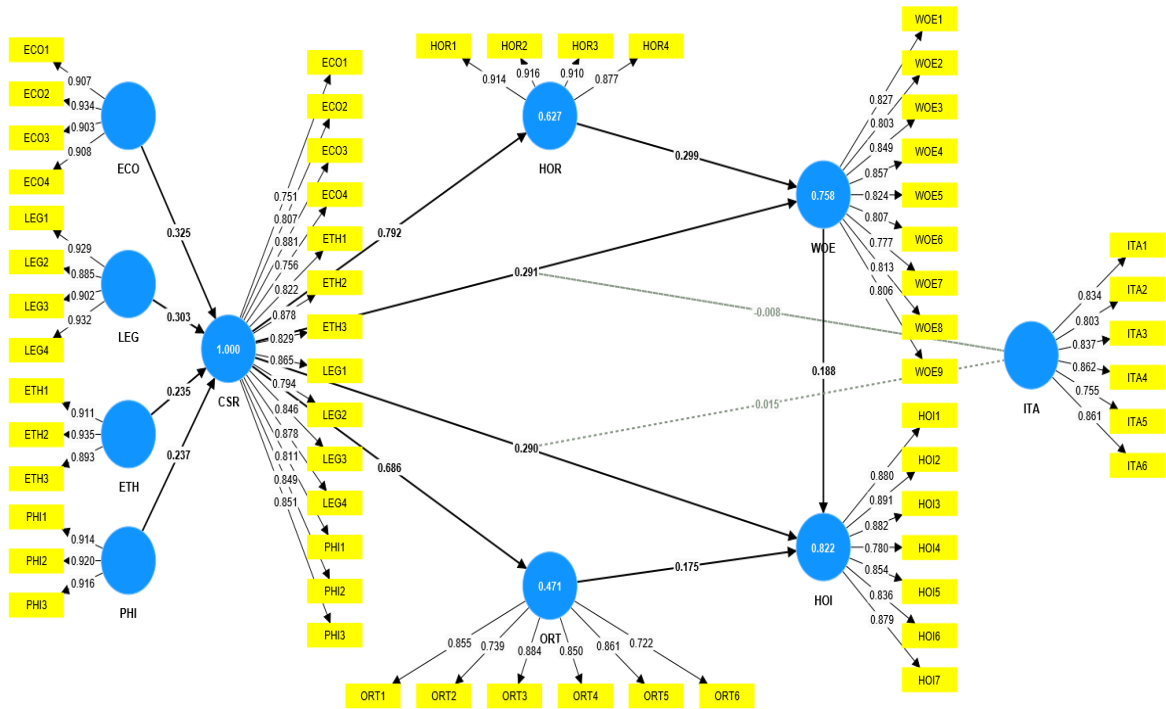 ECO1
ECO2
ECO3
ECO4
0.907
0.934
0.903
0.908
ECO
LEG1
LEG2
LEG3
LEG4
0.929
0.885
0.902
0.932
LEG
ETH1
ETH2
ETH3
0.911
0.935
0.893
ETH
PHI1
PHI2
PHI3
0.914
0.920
0.916
PHI
0.325
0.303
0.235
0.237
1.000
CSR
ECO1
ECO2
ECO3
ECO4
ETH1
ETH2
ETH3
LEG1
LEG2
LEG3
LEG4
PHI1
PHI2
PHI3
0.751
0.807
0.881
0.756
0.822
0.878
0.829
0.865
0.794
0.846
0.878
0.811
0.849
0.851
0.792
0.291
0.290
0.686
HOR1
HOR2
HOR3
HOR4
0.914
0.916
0.910
0.877
0.627
HOR
0.299
0.471
ORT
0.175
0.855
0.739
0.884
0.850
0.861
0.722
ORT1
ORT2
ORT3
ORT4
ORT5
ORT6
WOE1
WOE2
WOE3
WOE4
WOE5
WOE6
WOE7
WOE8
WOE9
0.827
0.803
0.849
0.857
0.824
0.807
0.777
0.813
0.806
0.758
WOE
0.188
-0.008
0.015
HOI1
HOI2
HOI3
HOI4
HOI5
HOI6
HOI7
0.880
0.891
0.882
0.780
0.854
0.836
0.879
0.822
HOI
ITA1
ITA2
ITA3
ITA4
ITA5
ITA6
0.834
0.803
0.837
0.862
0.755
0.861
ITA